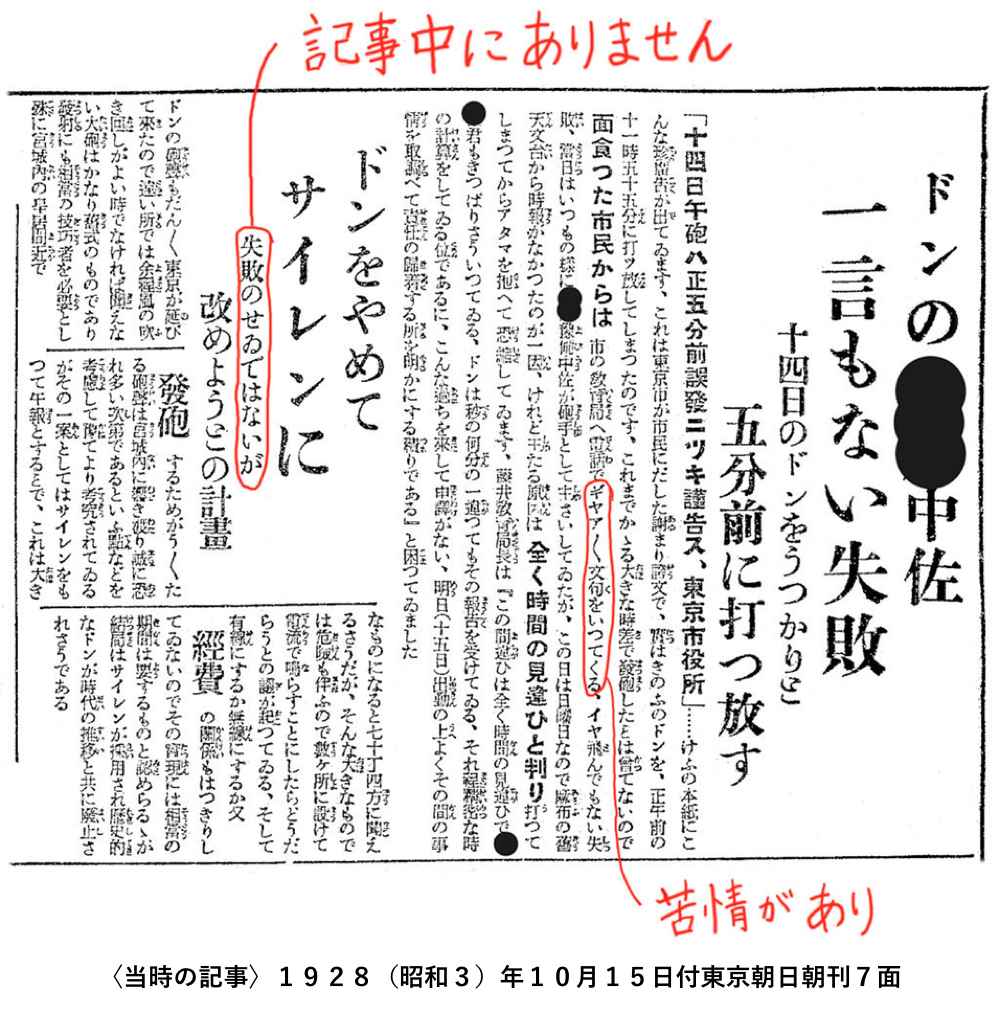 記事中にありません
ドンの中佐
一言もない失敗
十四日のドンをうつかりと
五分前に打つ放す
「十四日午砲ハ正五分前誤發ニツキ謹告ス、東京市役所」……けふの本紙にこ
んな珍廣告が出てゐます、これは東京市が市民にだした謝まり證文で、實はきのふのドンを、正午前の
十一時五十五分に打ツ放してしまつたのです、これまでかゝる大きな時差で發砲したとは曾てないので
面食つた市民からは 市の教育局へ電話でギヤア〱文句をいつてくる、イヤ飛んでもない失
敗、當日はいつもの樣に豫備中佐が砲手として主さいしてゐたが、この日は日曜日なので麻布の舊
天文台から時報がなかつたのが一因、けれど主たる原因は 全く時間の見違ひと判り 打つて
しまつてからアタマを抱へて 恐縮して ゐます、藤井教育局長は『この間違ひは全く時間の見違ひで
君もきつぱりさういつてゐる、ドンは秒の何分の一違つてもその報告を受けてゐる、それ程精密な時
の計算をしてゐる位であるに、こんな過ちを來して申譯がない、明日(十五日)出勤の上よくその間の事
情を取調べて責任の歸着する所を明かにする積りである』と困つてゐました
ドンをやめて
サイレンに
失敗のせゐではないが
改めようとの計畫
ドンの砲聲もだん〱東京が延び
て來たので遠い所では余程風の吹
き回しがよい時でなければ聞えな
い大砲はかなり舊式のものであり
發射にも相當の技巧者を必要とし
殊に宮城内の皇居間近で
發砲 するためがう〱た
る砲聲は宮城内に響き渡り誠に恐
れ多い次第であるといふ點などを
考慮して豫てより考究されてゐる
がその一案としてはサイレンをも
つて午報とするとで、これは大き
なものになると七十丁四方に聞え
るさうだが、そんな大きなもので
は危險も伴ふので數ヶ所に設けて
電流で鳴らすことにしたらどうだ
らうとの議が起つてゐる、そして
有線にするか無線にするか又
經費 の關係もはつきりし
てゐないのでその實現には相當の
期間は要するものと認めらるゝが
結局はサイレンが採用され歴史的
なドンが時代の推移と共に廢止さ
れさうである
苦情があり
〈当時の記事〉１９２８（昭和３）年１０月１５日付東京朝日朝刊７面